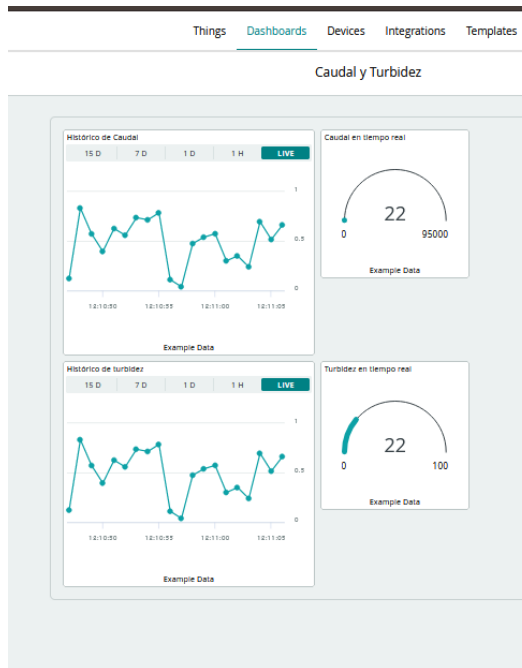 Things Dashboards Devices Integrations Templates
Caudal y Turbidez
Histórico de Caudal
15 D 7 D 1 D 1 H LIVE
1
0.5
0
12:10:50 12:10:55 12:11:00 12:11:05
Example Data
Caudal en tiempo real
22
0 95000
Example Data
Histórico de turbidez
15 D 7 D 1 D 1 H LIVE
1
0.5
0
12:10:50 12:10:55 12:11:00 12:11:05
Example Data
Turbidez en tiempo real
22
0 100
Example Data